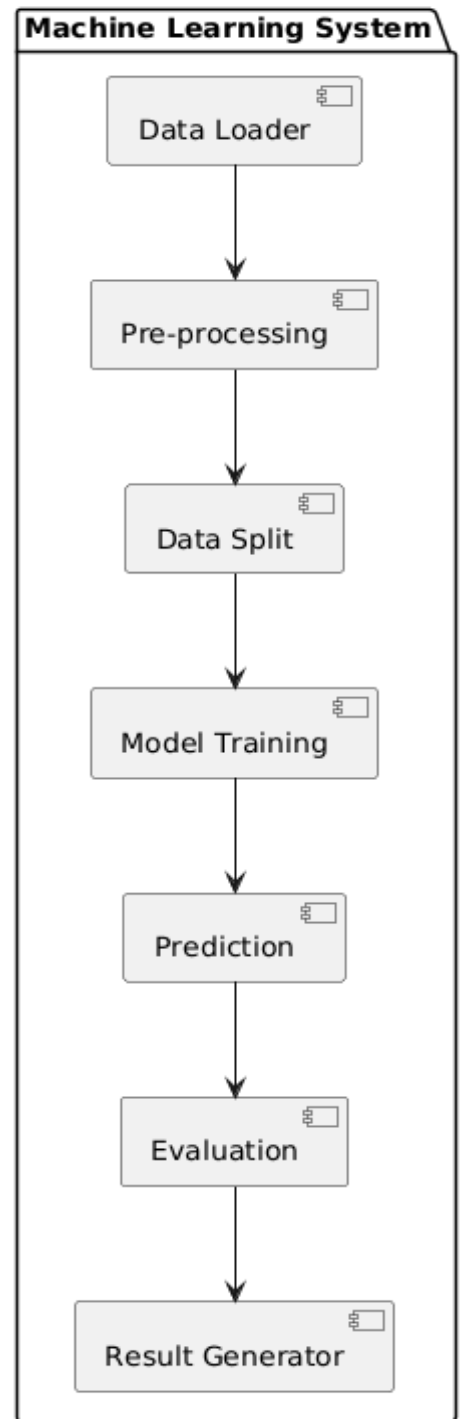 Machine Learning System
Data Loader
Pre-processing
Data Split
Model Training
Prediction
Evaluation
Result Generator